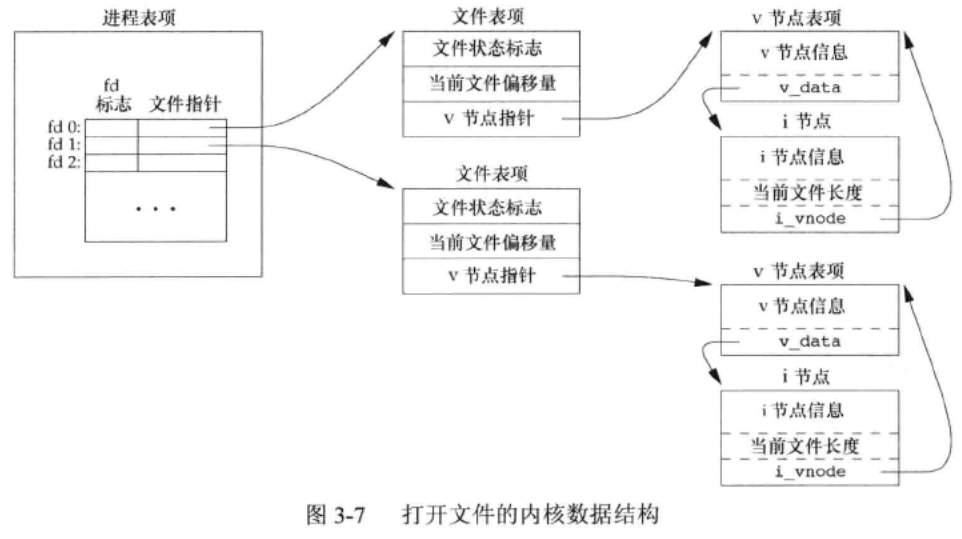 进程表项
fd
标志 文件指针
fd 0:
fd 1:
fd 2:
• • •
文件表项
文件状态标志
当前文件偏移量
v 节点指针
文件表项
文件状态标志
当前文件偏移量
v 节点指针
v 节点表项
v 节点信息
v_data
i 节点
i 节点信息
当前文件长度
i_vnode
v 节点表项
v 节点信息
v_data
i 节点
i 节点信息
当前文件长度
i_vnode
图 3-7 打开文件的内核数据结构